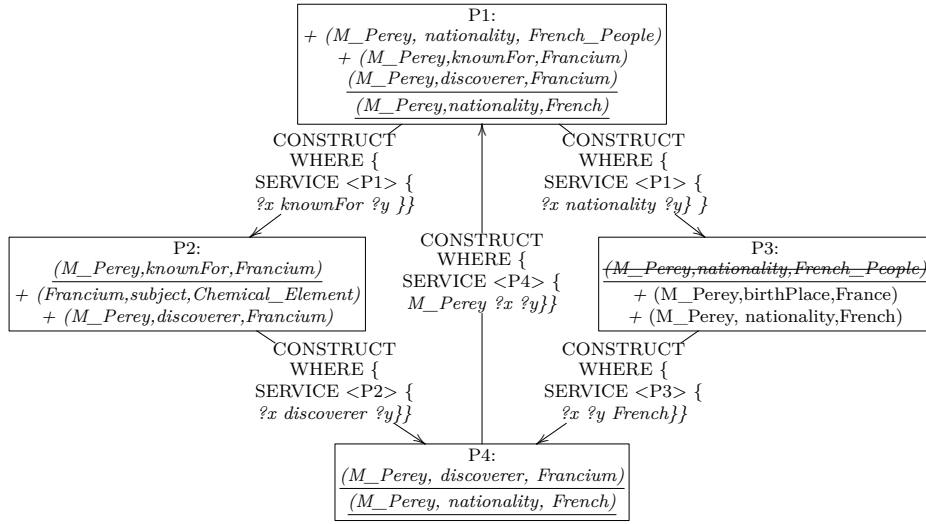 P1:
+ (M_Perey, nationality, French_People)
+ (M_Perey,knownFor,Francium)
(M_Perey,discoverer,Francium)
(M_Perey,nationality,French)
CONSTRUCT
WHERE {
SERVICE <P1> {
?x knownFor ?y }}
CONSTRUCT
WHERE {
SERVICE <P1> {
?x nationality ?y} }
P2:
(M_Perey,knownFor,Francium)
+ (Francium,subject,Chemical_Element)
+ (M_Perey,discoverer,Francium)
CONSTRUCT
WHERE {
SERVICE <P4> {
M_Perey ?x ?y}}
P3:
(M_Perey,nationality,French_People)
+ (M_Perey,birthPlace,France)
+ (M_Perey, nationality,French)
CONSTRUCT
WHERE {
SERVICE <P2> {
?x discoverer ?y}}
CONSTRUCT
WHERE {
SERVICE <P3> {
?x ?y French}}
P4:
(M_Perey, discoverer, Francium)
(M_Perey, nationality, French)